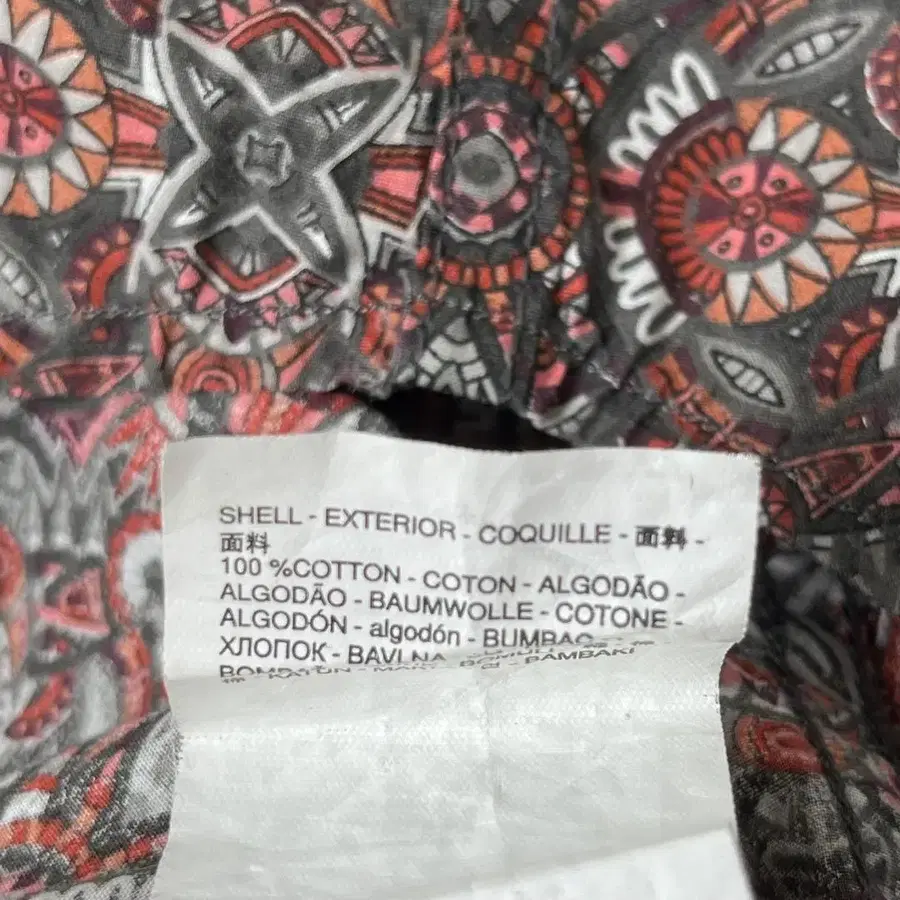 SHELL - EXTERIOR - COQUILLE - 面料 -
面料
100 %COTTON - COTON - ALGODÃO -
ALGODÃO - BAUMWOLLE - COTONE -
ALGODÓN - algodón - BUMBAC -
ХЛОПОК - BAVLNA
BAMBAKI